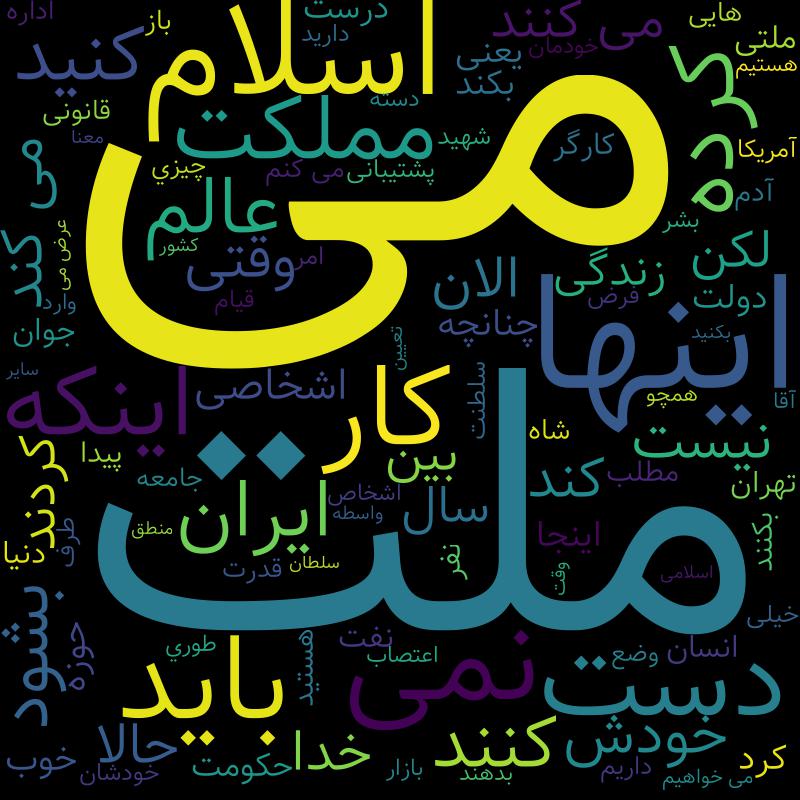 اداره
باز
درست
دارید
می کنند
خودمان
هایی
ملتی
هستیم
کنید
اسلام
یعنی
بکند
کرده
قانونی
معنا
مملکت
دسته
شهید
کارگر
آمریکا
می
چیزي
می کنم
پشتیبانی
آدم
می کند
عرض می
عالم
کشور
بشر
وقتی
امر
الان
زندگی
لکن
وارد
قیام
فرض
دولت
جوان
چنانچه
اینها
بکنید
تعیین
سایر
اینکه
اشخاصی
کار
سلطنت
همچو
آقا
شاه
نیست
کردند
پیدا
بین
جامعه
کند
مطلب
تهران
ایران
اشخاص
واسطه
سال
ملت
منطق
طرف
اینجا
بکنند
دنیا
قدرت
سلطان
نفر
وقت
اسلامی
بشود
حوزه
خیلی
طوري
هستید
نفت
اعتصاب
نمی
وضع
انسان
باید
دست
خوب
حالا
خدا
کنند
خودش
کرد
خودشان
حکومت
بازار
بدهند
داریم
می خواهیم